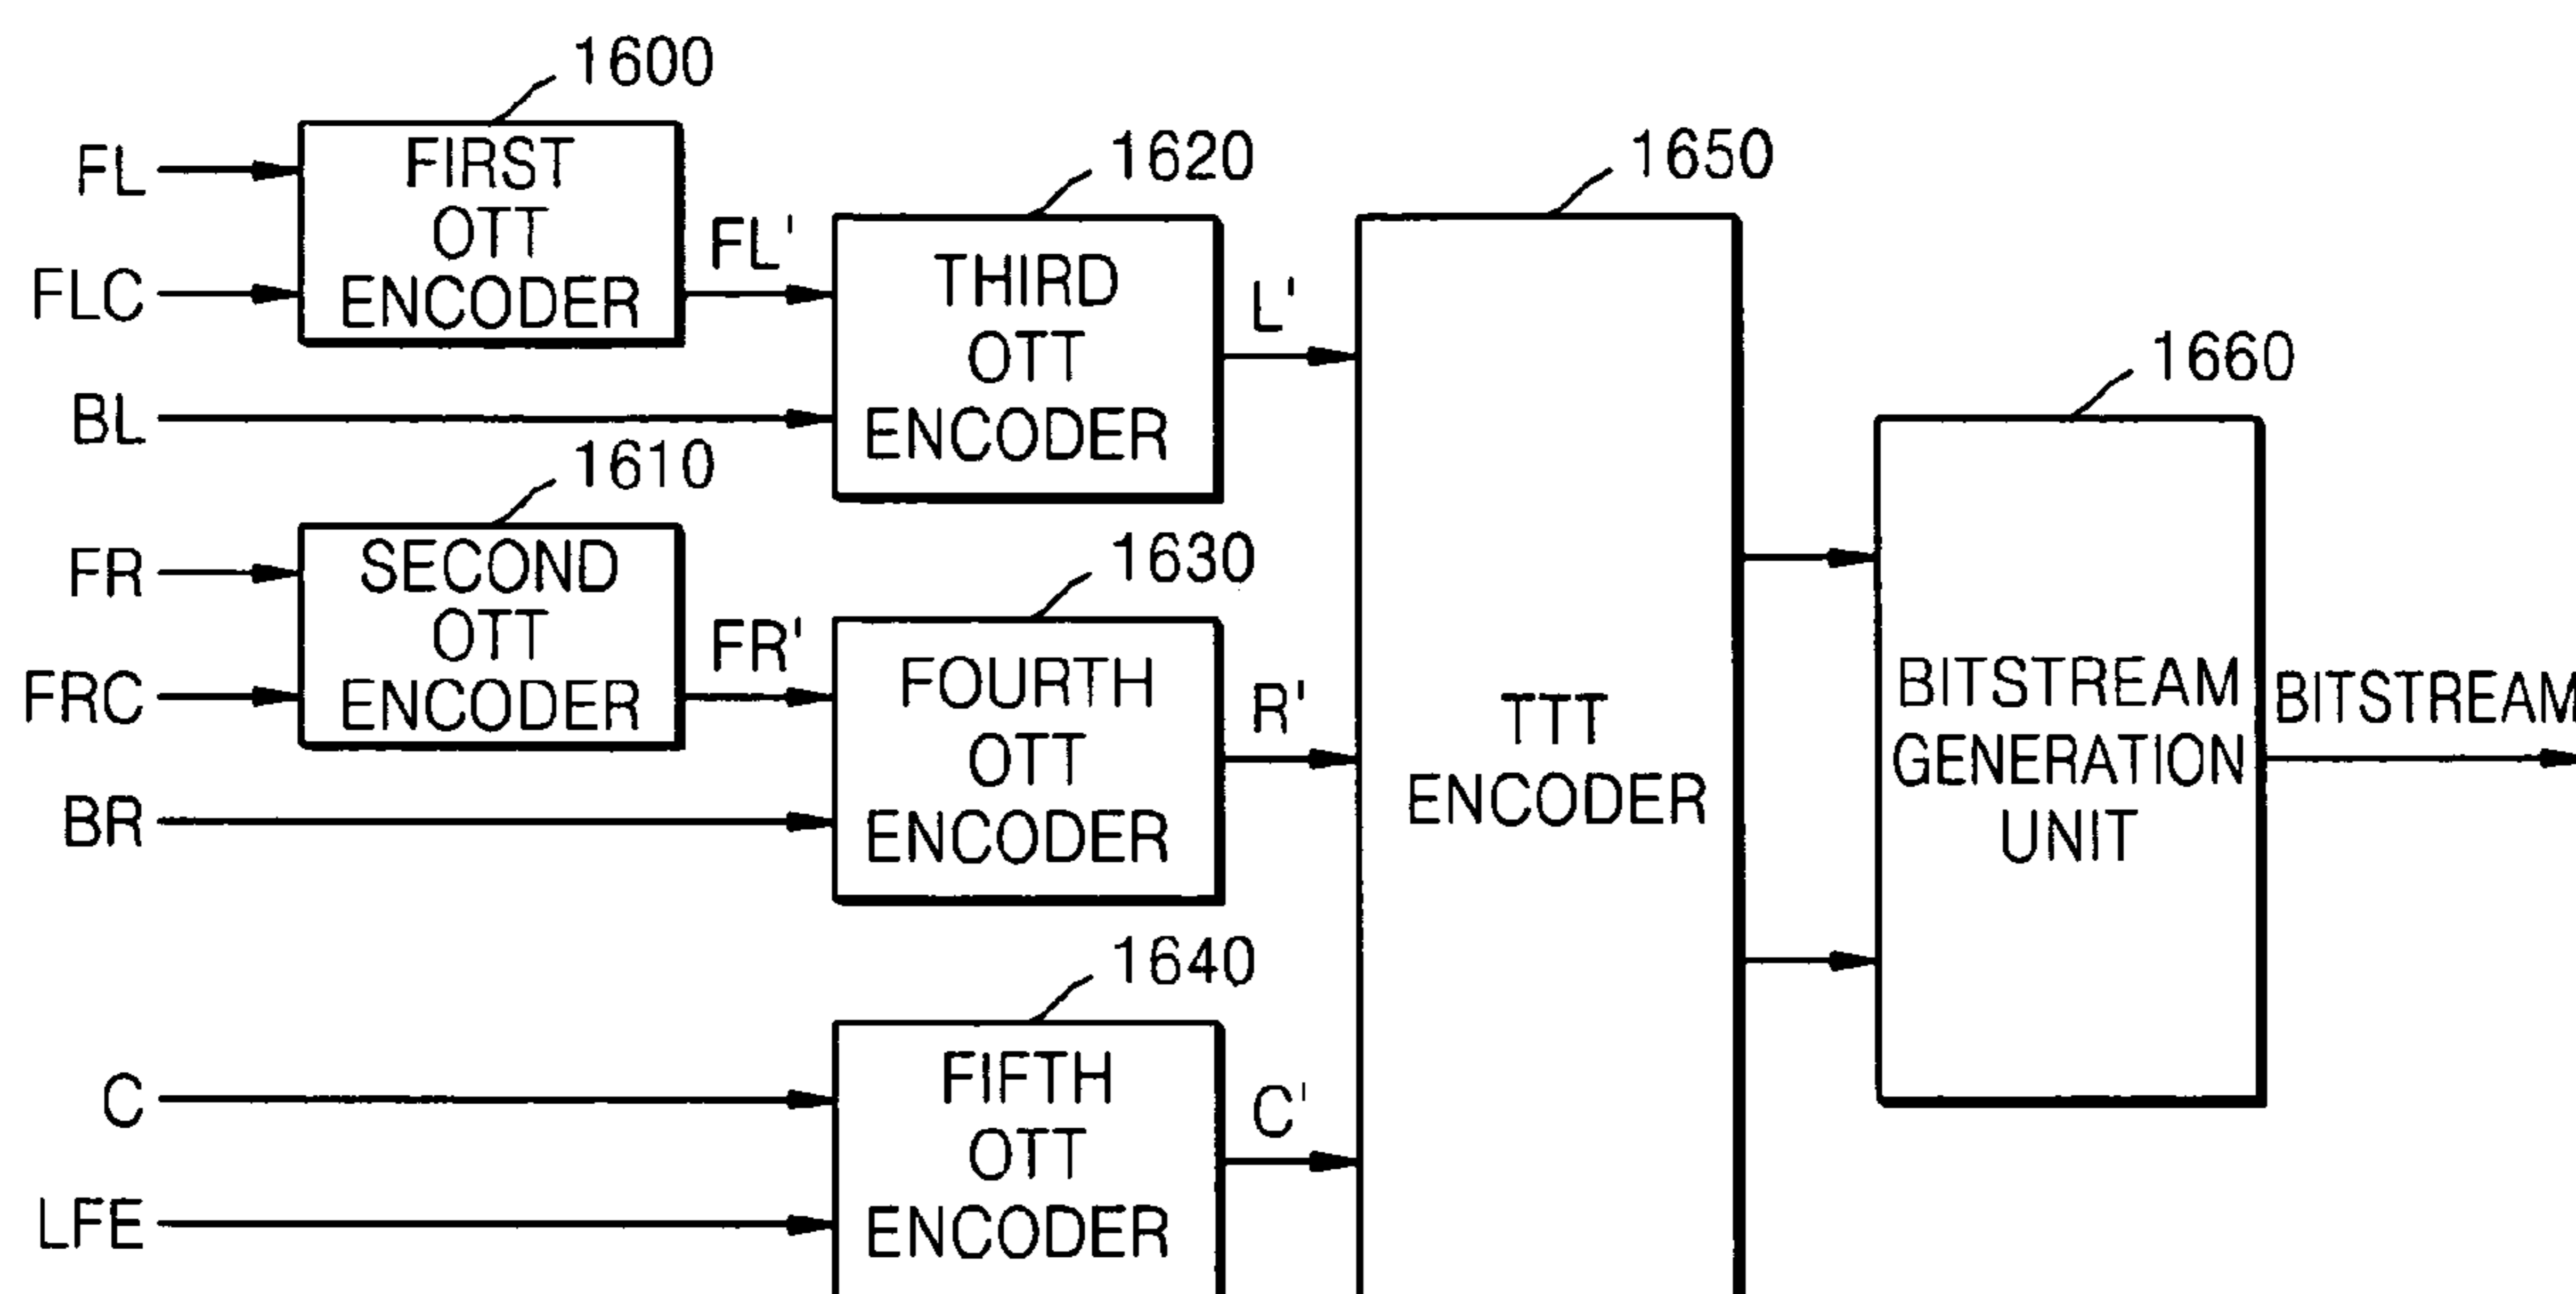 1600
FL
FIRST
OTT
ENCODER
FLC
FL'
1620
THIRD
OTT
ENCODER
BL
L'
1650
TTT
ENCODER
1660
BITSTREAM
GENERATION
UNIT
BITSTREAM
1610
FR
SECOND
OTT
ENCODER
FRC
FR'
1630
FOURTH
OTT
ENCODER
BR
R'
1640
C
FIFTH
OTT
ENCODER
LFE
C'